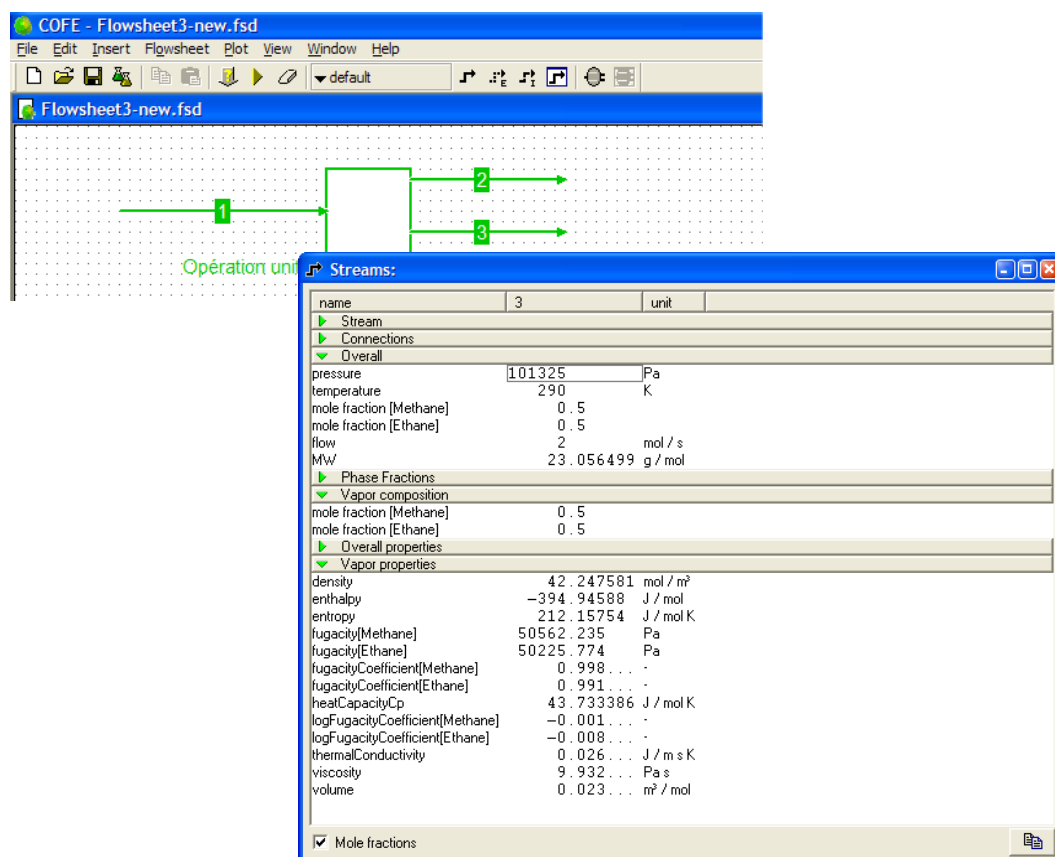 COFE - Flowsheet3-new.fsd
File Edit Insert Flowsheet Plot View Window Help
default
Flowsheet3-new.fsd
2
1
3
Opération unit
Streams:
name 3 unit
Stream
Connections
Overall
pressure 101325 Pa
temperature 290 K
mole fraction [Methane] 0.5
mole fraction [Ethane] 0.5
flow 2 mol / s
MW 23.056499 g / mol
Phase Fractions
Vapor composition
mole fraction [Methane] 0.5
mole fraction [Ethane] 0.5
Overall properties
Vapor properties
density 42.247581 mol / m³
enthalpy -394.94588 J / mol
entropy 212.15754 J / mol K
fugacity[Methane] 50562.235 Pa
fugacity[Ethane] 50225.774 Pa
fugacityCoefficient[Methane] 0.998... -
fugacityCoefficient[Ethane] 0.991... -
heatCapacityCp 43.733386 J / mol K
logFugacityCoefficient[Methane] -0.001... -
logFugacityCoefficient[Ethane] -0.008... -
thermalConductivity 0.026... J / m s K
viscosity 9.932... Pa s
volume 0.023... m³ / mol
Mole fractions